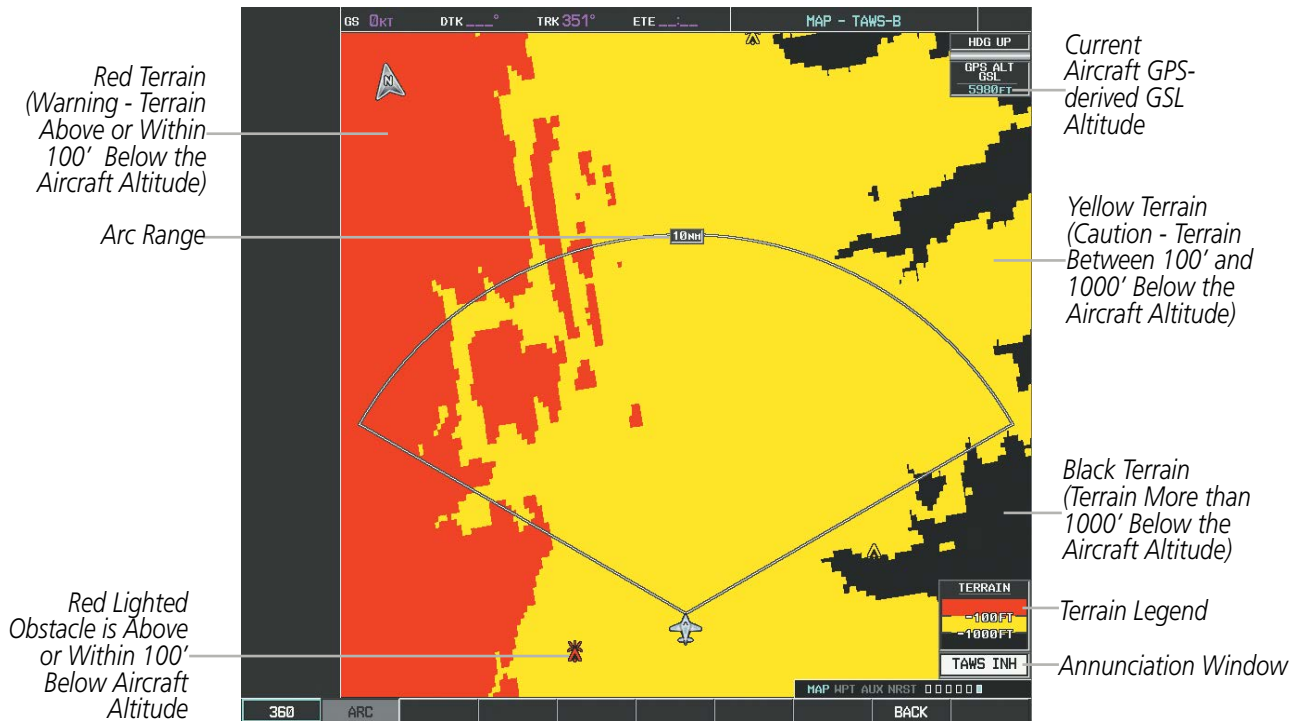 GS 0KT DTK ___° TRK 351° ETE __:__ MAP - TAWS-B
HDG UP
GPS ALT
GSL
5980FT
N
Red Terrain
(Warning - Terrain
Above or Within
100’ Below the
Aircraft Altitude)
Current
Aircraft GPS-
derived GSL
Altitude
Arc Range
10NM
Yellow Terrain
(Caution - Terrain
Between 100’ and
1000’ Below the
Aircraft Altitude)
Black Terrain
(Terrain More than
1000’ Below the
Aircraft Altitude)
Red Lighted
Obstacle is Above
or Within 100’
Below Aircraft
Altitude
TERRAIN
-100FT
-1000FT
Terrain Legend
TAWS INH
Annunciation Window
MAP WPT AUX NRST
360 ARC BACK